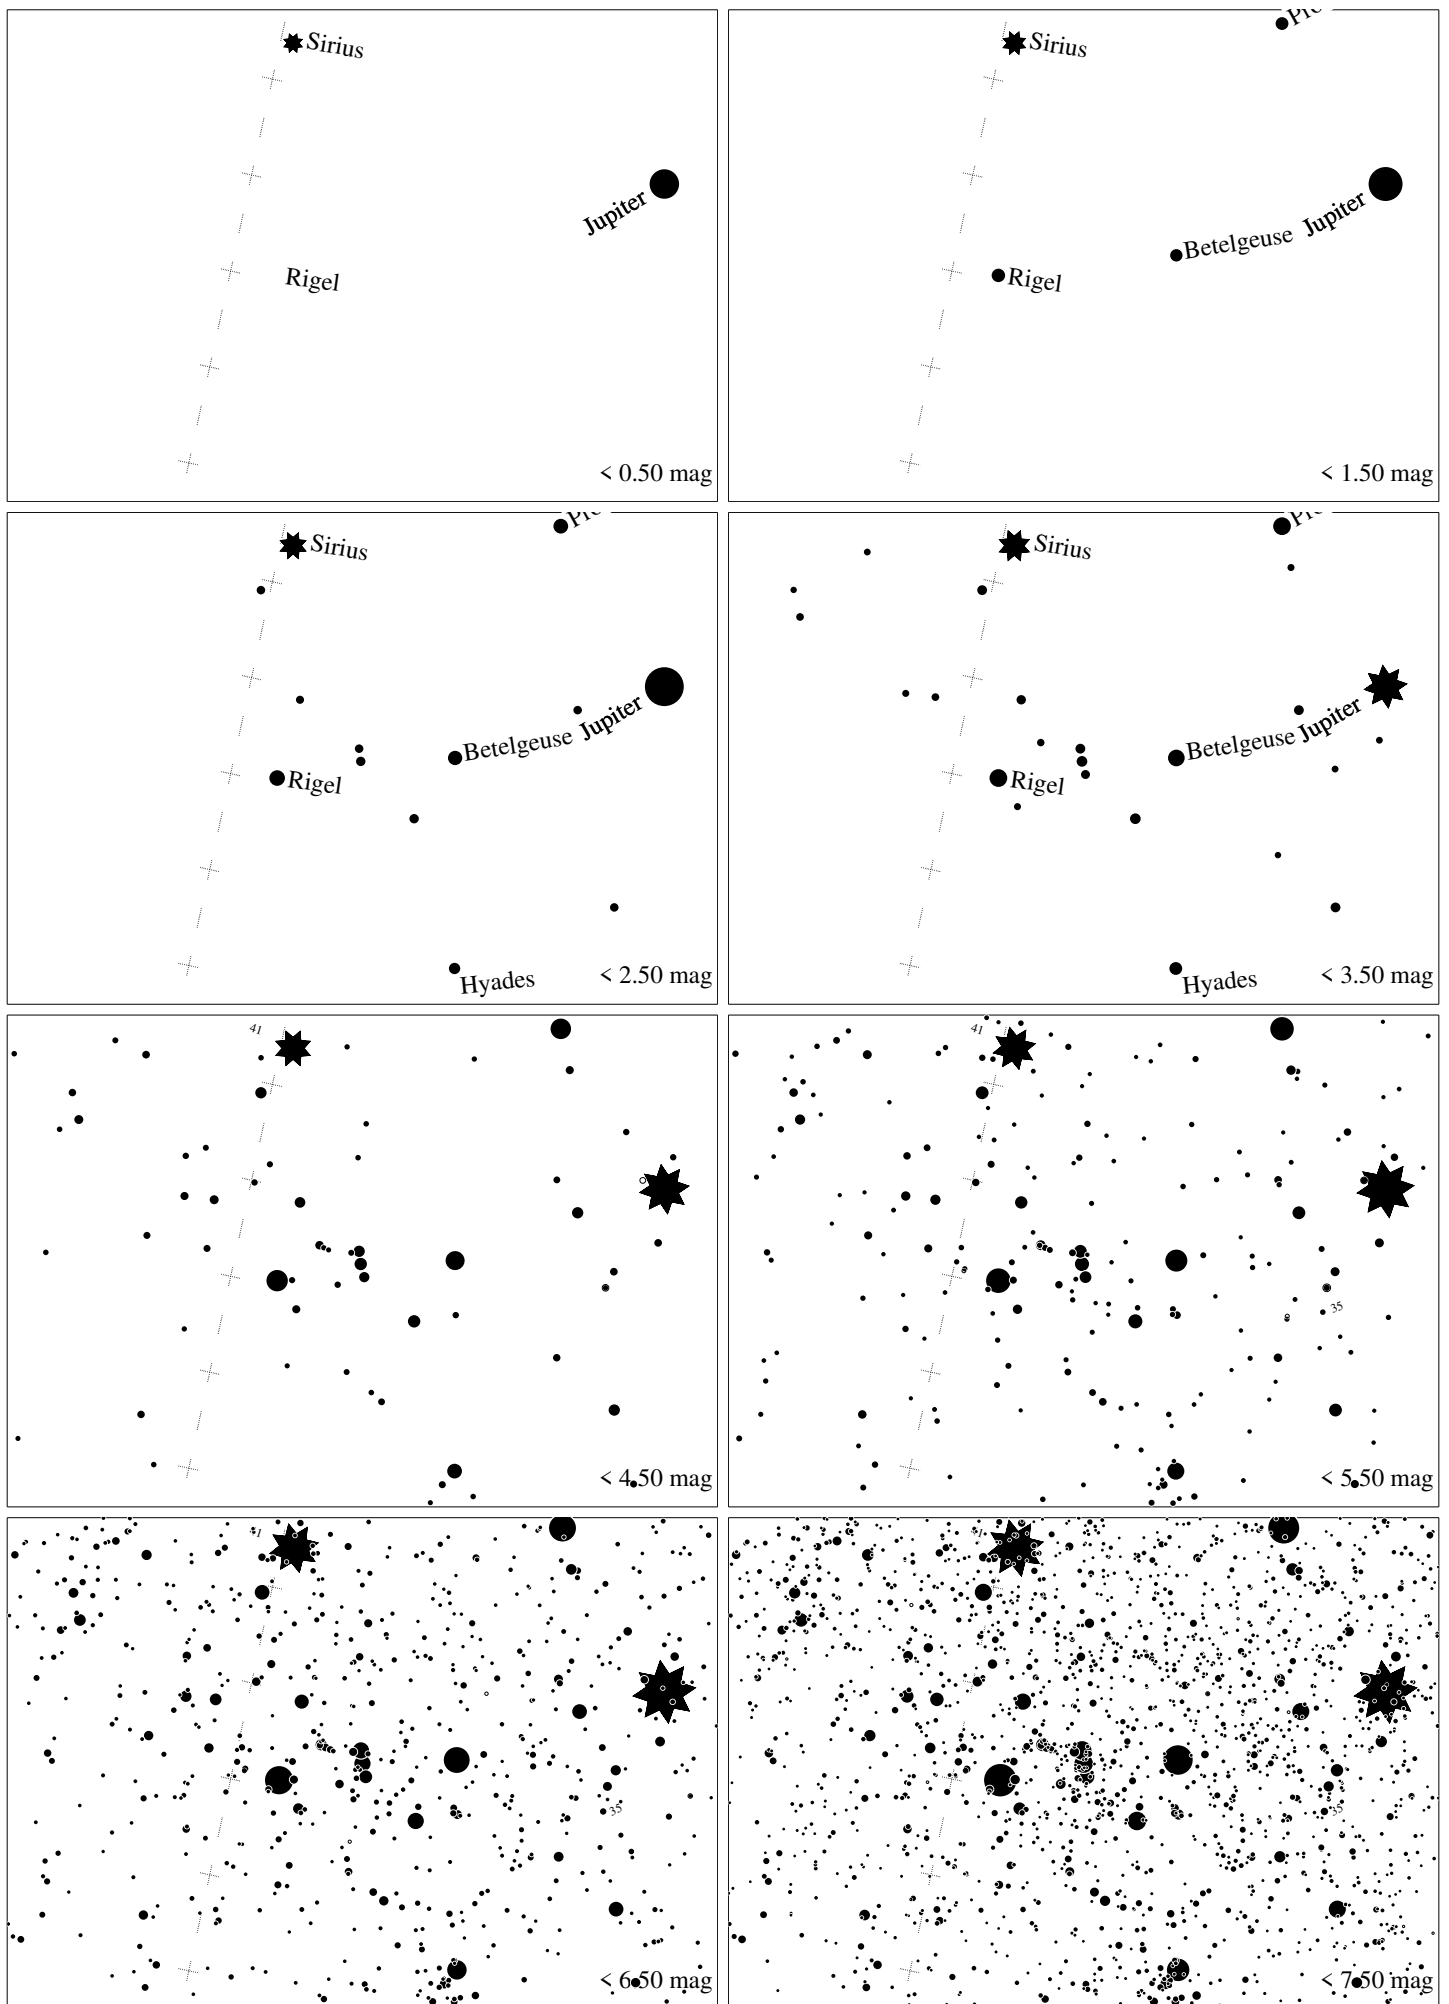 Sirius
Jupiter
Rigel
< 0.50 mag
Sirius
Betelgeuse
Jupiter
Rigel
< 1.50 mag
Sirius
Betelgeuse
Jupiter
Rigel
Hyades
< 2.50 mag
Sirius
Betelgeuse
Jupiter
Rigel
Hyades
< 3.50 mag
41
< 4.50 mag
41
35
< 5.50 mag
41
35
< 6.50 mag
35
< 7.50 mag